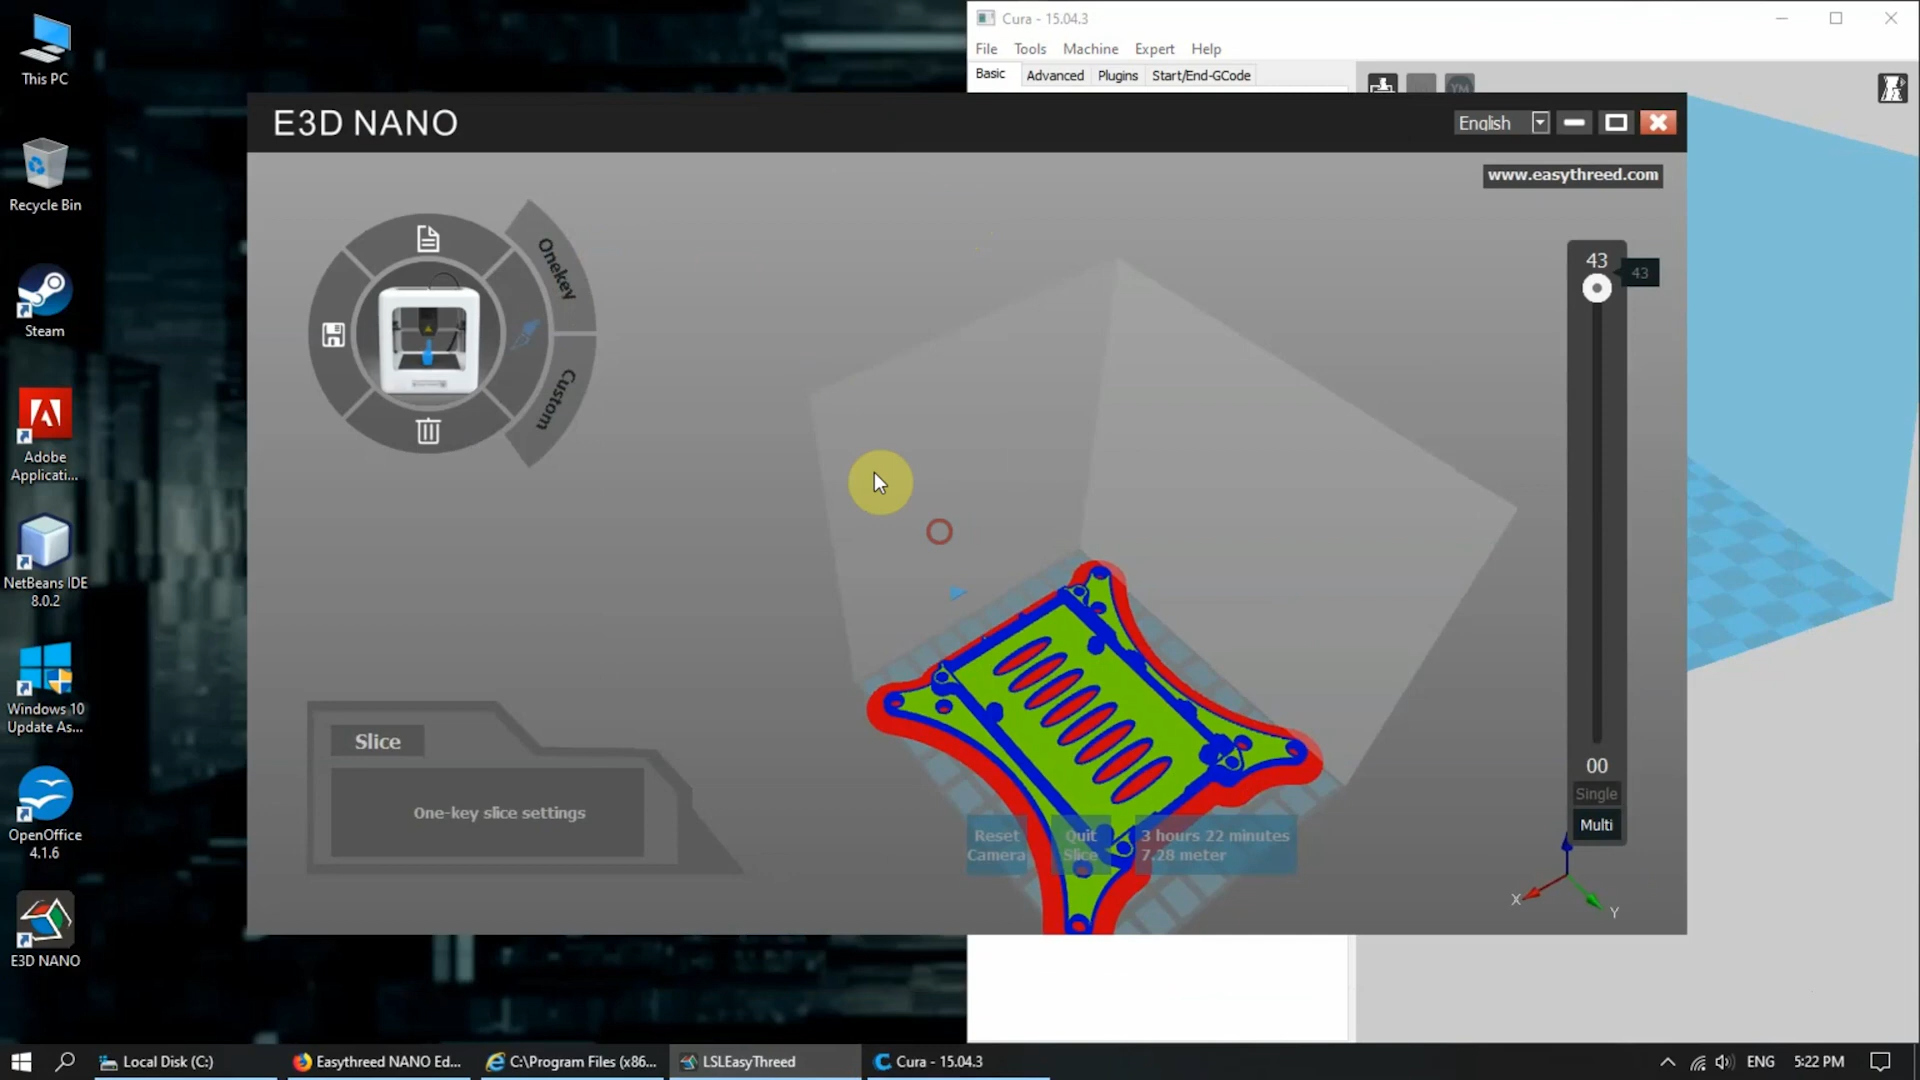 This PC
Recycle Bin
Steam
Adobe
Applicati...
NetBeans IDE
8.0.2
Windows 10
Update As...
OpenOffice
4.1.6
E3D NANO
Cura - 15.04.3
File Tools Machine Expert Help
Basic Advanced Plugins Start/End-GCode
YM
E3D NANO
English
www.easythreed.com
Onekey
Custom
43
43
00
Single
Multi
Slice
One-key slice settings
Reset
Camera
Quit
Slice
3 hours 22 minutes
7.28 meter
X
Y
Local Disk (C:)
Easythreed NANO Ed...
C:\Program Files (x86...
LSLEasyThreed
Cura - 15.04.3
ENG
5:22 PM